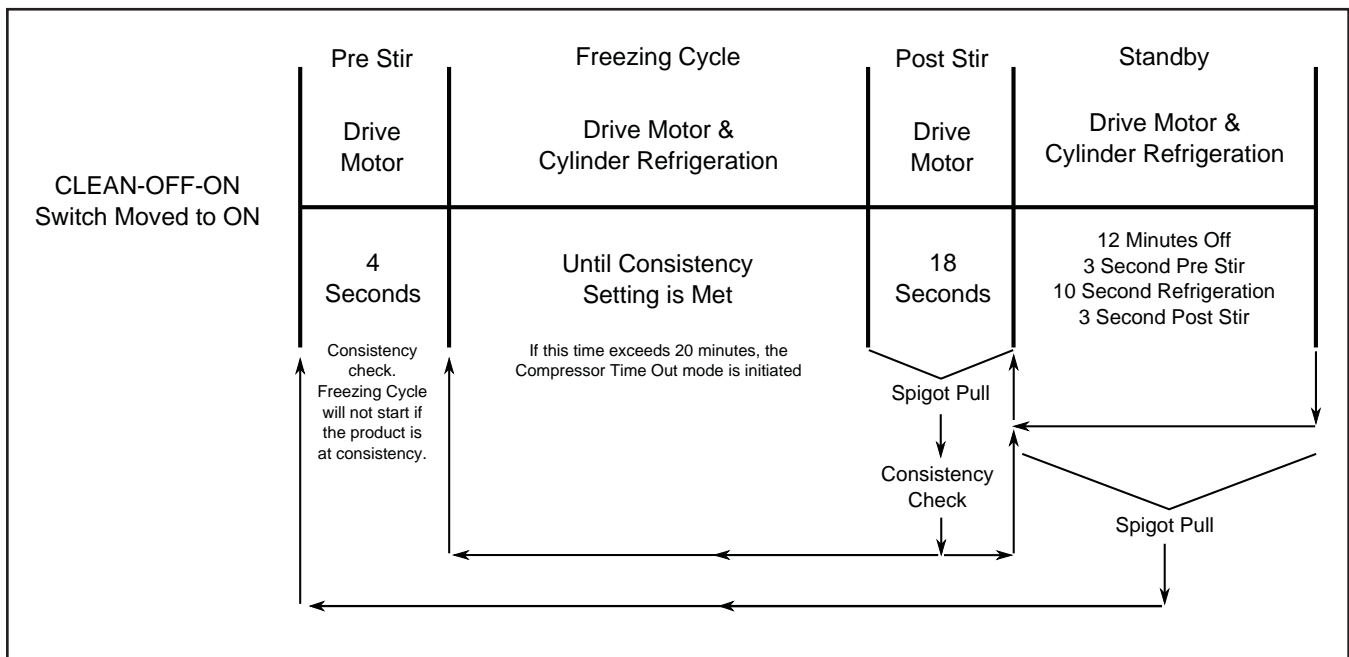 Pre Stir
Freezing Cycle
Post Stir
Standby
CLEAN-OFF-ON
Switch Moved to ON
Drive
Motor
Drive Motor &
Cylinder Refrigeration
Drive
Motor
Drive Motor &
Cylinder Refrigeration
4
Seconds
Until Consistency
Setting is Met
18
Seconds
12 Minutes Off
3 Second Pre Stir
10 Second Refrigeration
3 Second Post Stir
Consistency
check.
Freezing Cycle
will not start if
the product is
at consistency.
If this time exceeds 20 minutes, the
Compressor Time Out mode is initiated
Spigot Pull
Consistency
Check
Spigot Pull